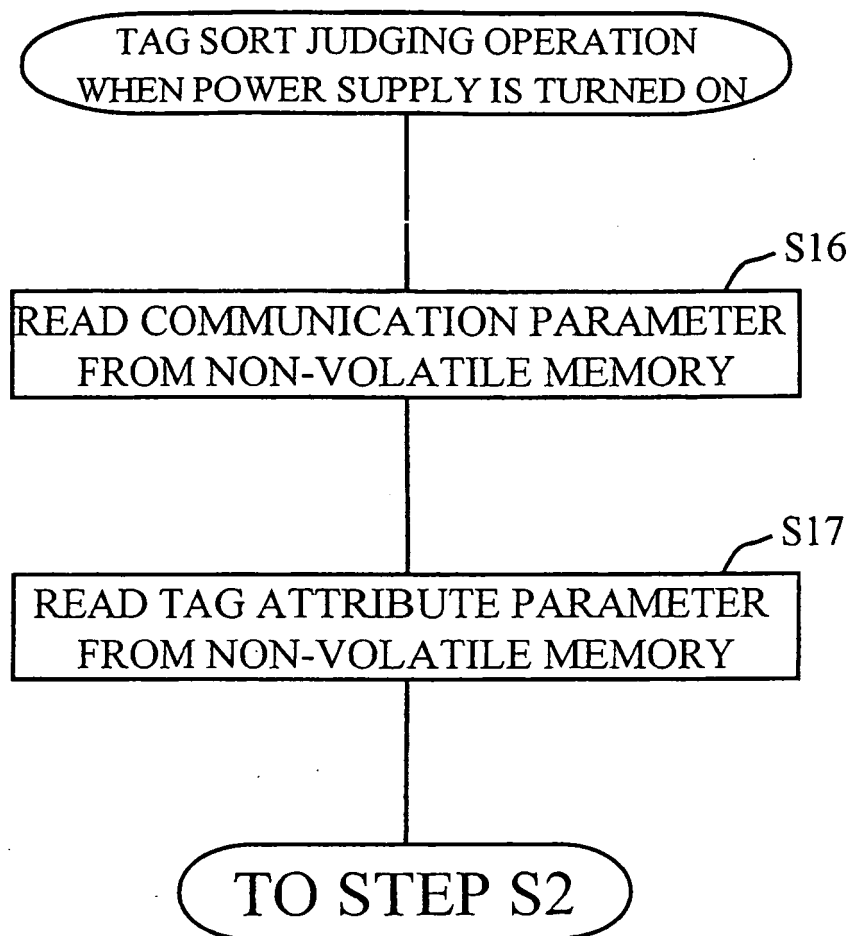 TAG SORT JUDGING OPERATION
WHEN POWER SUPPLY IS TURNED ON
S16
READ COMMUNICATION PARAMETER
FROM NON-VOLATILE MEMORY
S17
READ TAG ATTRIBUTE PARAMETER
FROM NON-VOLATILE MEMORY
TO STEP S2